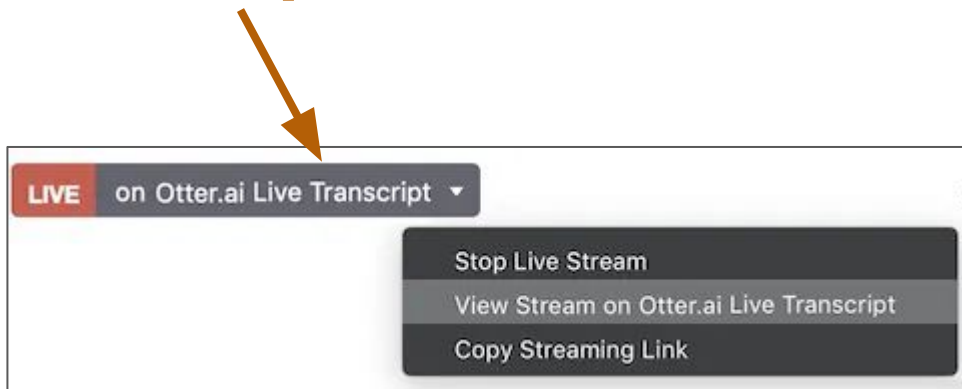 LIVE on Otter.ai Live Transcript
Stop Live Stream
View Stream on Otter.ai Live Transcript
Copy Streaming Link